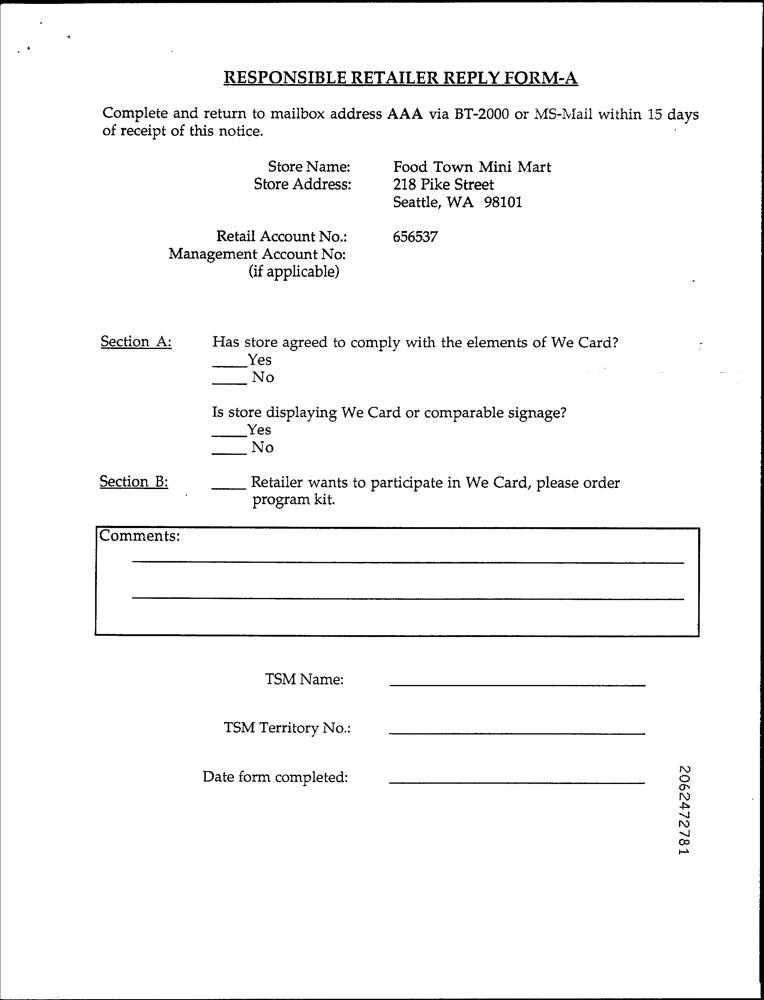 RESPONSIBLE RETAILER REPLY FORM-A
Complete and return to mailbox address AAA via BT-2000 or MS-Mail within 15 days
of receipt of this notice.
Store Name: Food Town Mini Mart
Store Address: 218 Pike Street
Seattle, WA 98101
Retail Account No.: 656537
Management Account No:
(if applicable)
Section A: Has store agreed to comply with the elements of We Card?
____Yes
____ No
Is store displaying We Card or comparable signage?
____Yes
____ No
Section B: ____ Retailer wants to participate in We Card, please order
program kit.
Comments:
TSM Name:
TSM Territory No.:
Date form completed:
2062472781